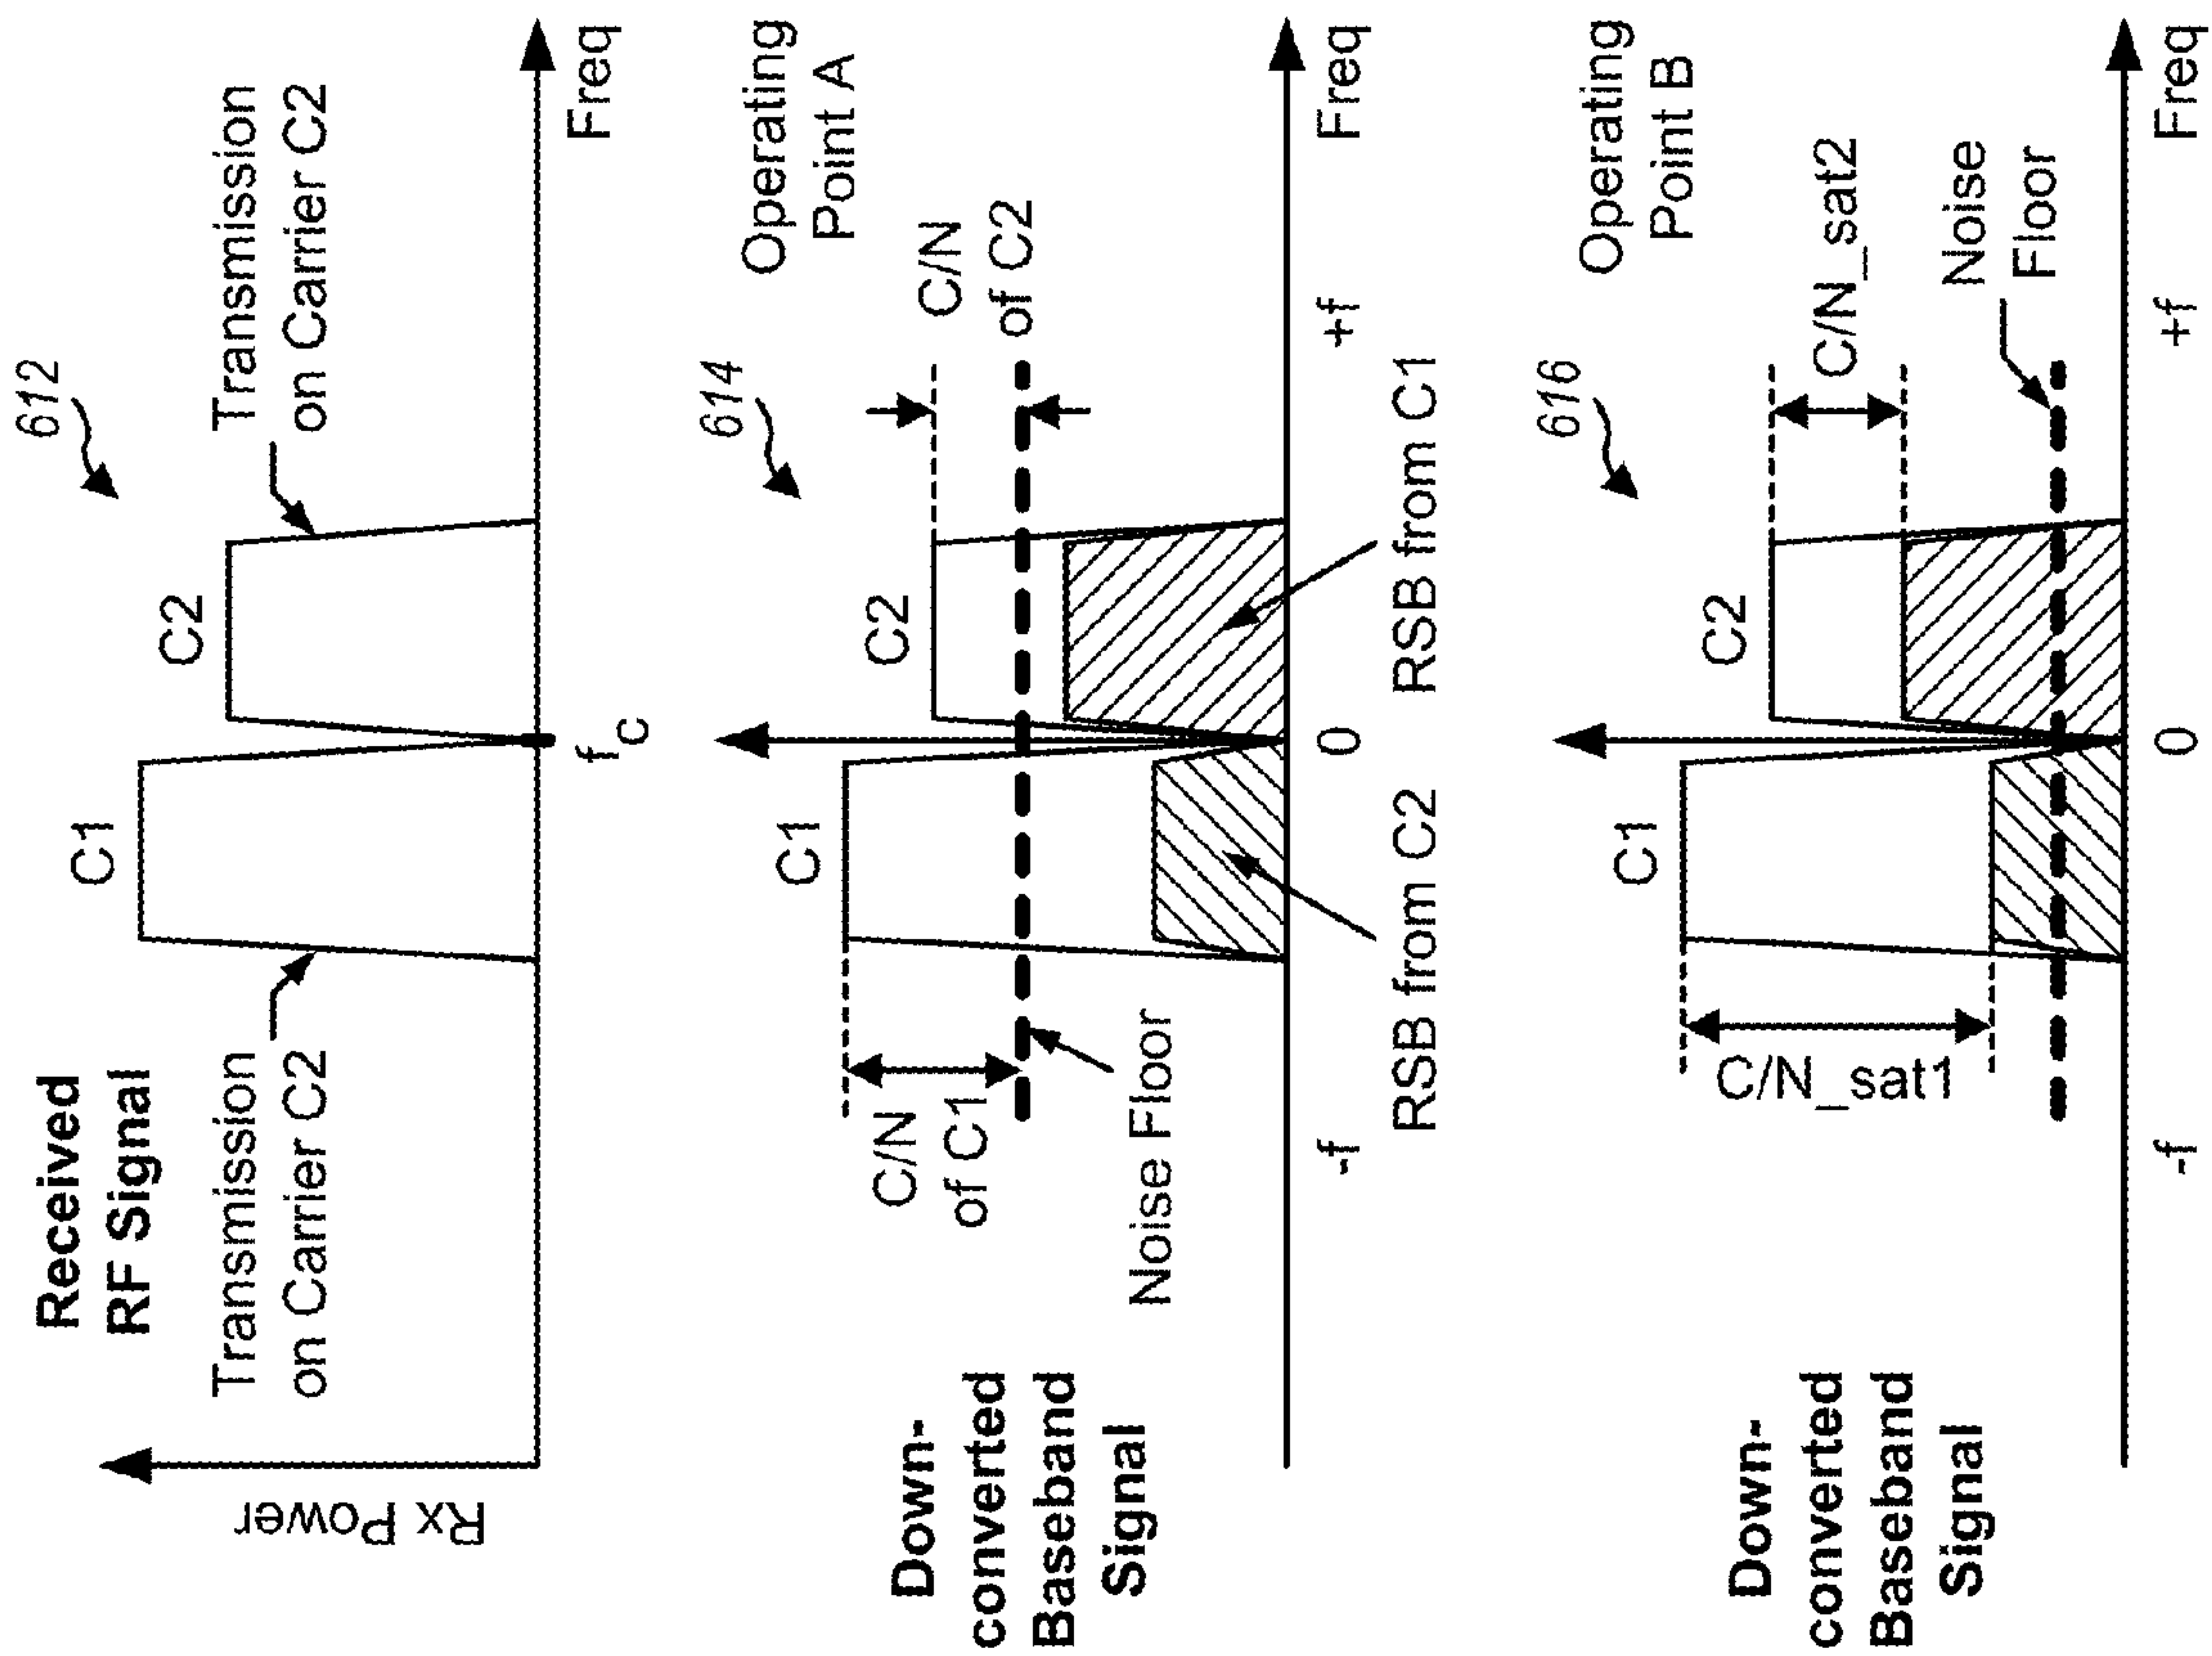 Received
RF Signal
612
Rx Power
C1
C2
Transmission
on Carrier C2
Transmission
on Carrier C2
f c
Freq
Down-
converted
Baseband
Signal
614
Operating
Point A
C1
C2
C/N
of C1
C/N
of C2
Noise Floor
-f
0
+f
Freq
RSB from C2
RSB from C1
Down-
converted
Baseband
Signal
616
Operating
Point B
C1
C2
C/N_sat1
C/N_sat2
Noise
Floor
-f
0
+f
Freq